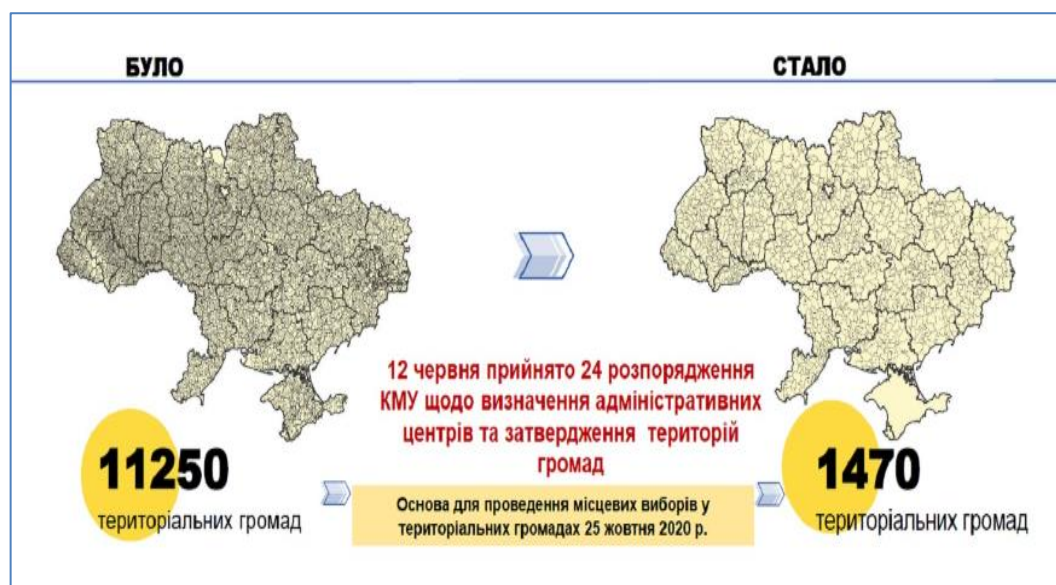 БУЛО
СТАЛО
12 червня прийнято 24 розпорядження
КМУ щодо визначення адміністративних
центрів та затвердження територій
громад
11250
територіальних громад
Основа для проведення місцевих виборів у
територіальних громадах 25 жовтня 2020 р.
1470
територіальних громад